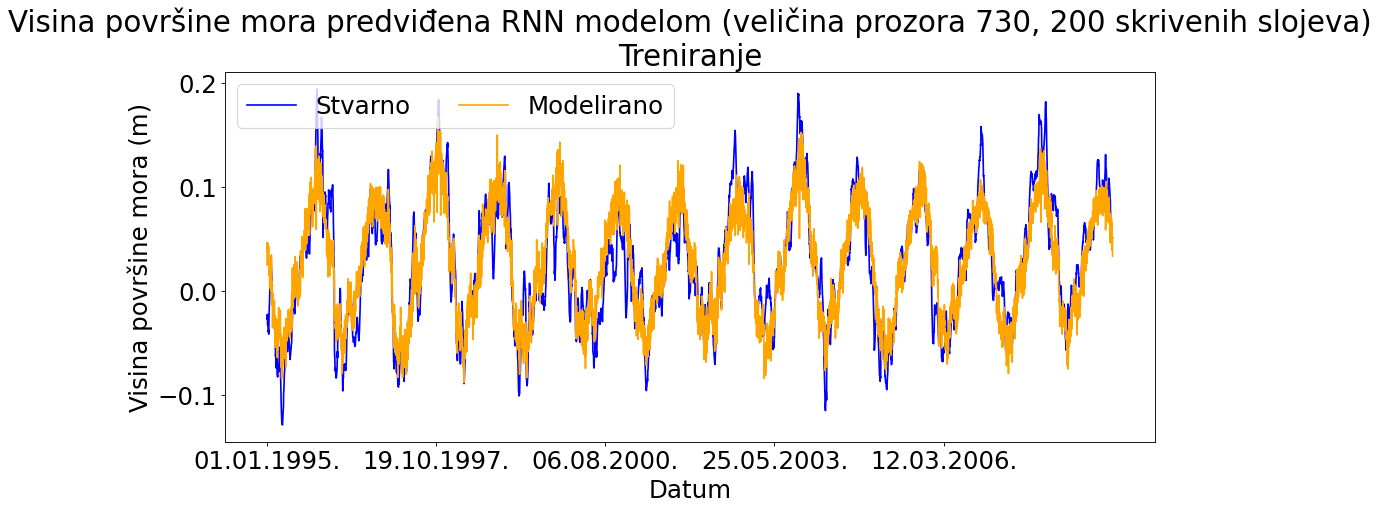 Visina površine mora predviđena RNN modelom (veličina prozora 730, 200 skrivenih slojeva)
Treniranje
Stvarno
Modelirano
Visina površine mora (m)
0.2
0.1
0.0
−0.1
01.01.1995.
19.10.1997.
06.08.2000.
25.05.2003.
12.03.2006.
Datum